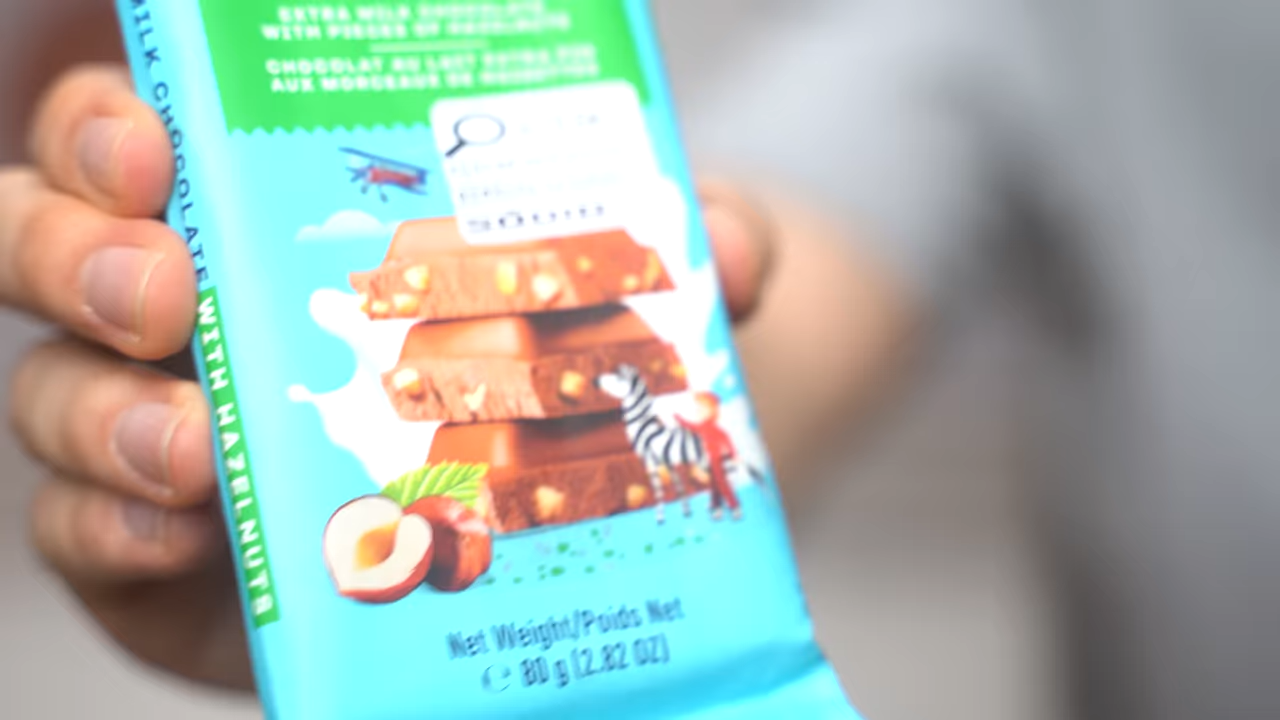 EXTRA MILK CHOCOLATE
WITH PIECES OF HAZELNUTS
CHOCOLAT AU LAIT EXTRA FIN
AUX MORCEAUX DE NOISETTES
MILK CHOCOLATE WITH HAZELNUTS
Net Weight/Poids Net
e 80 g (2.82 OZ)